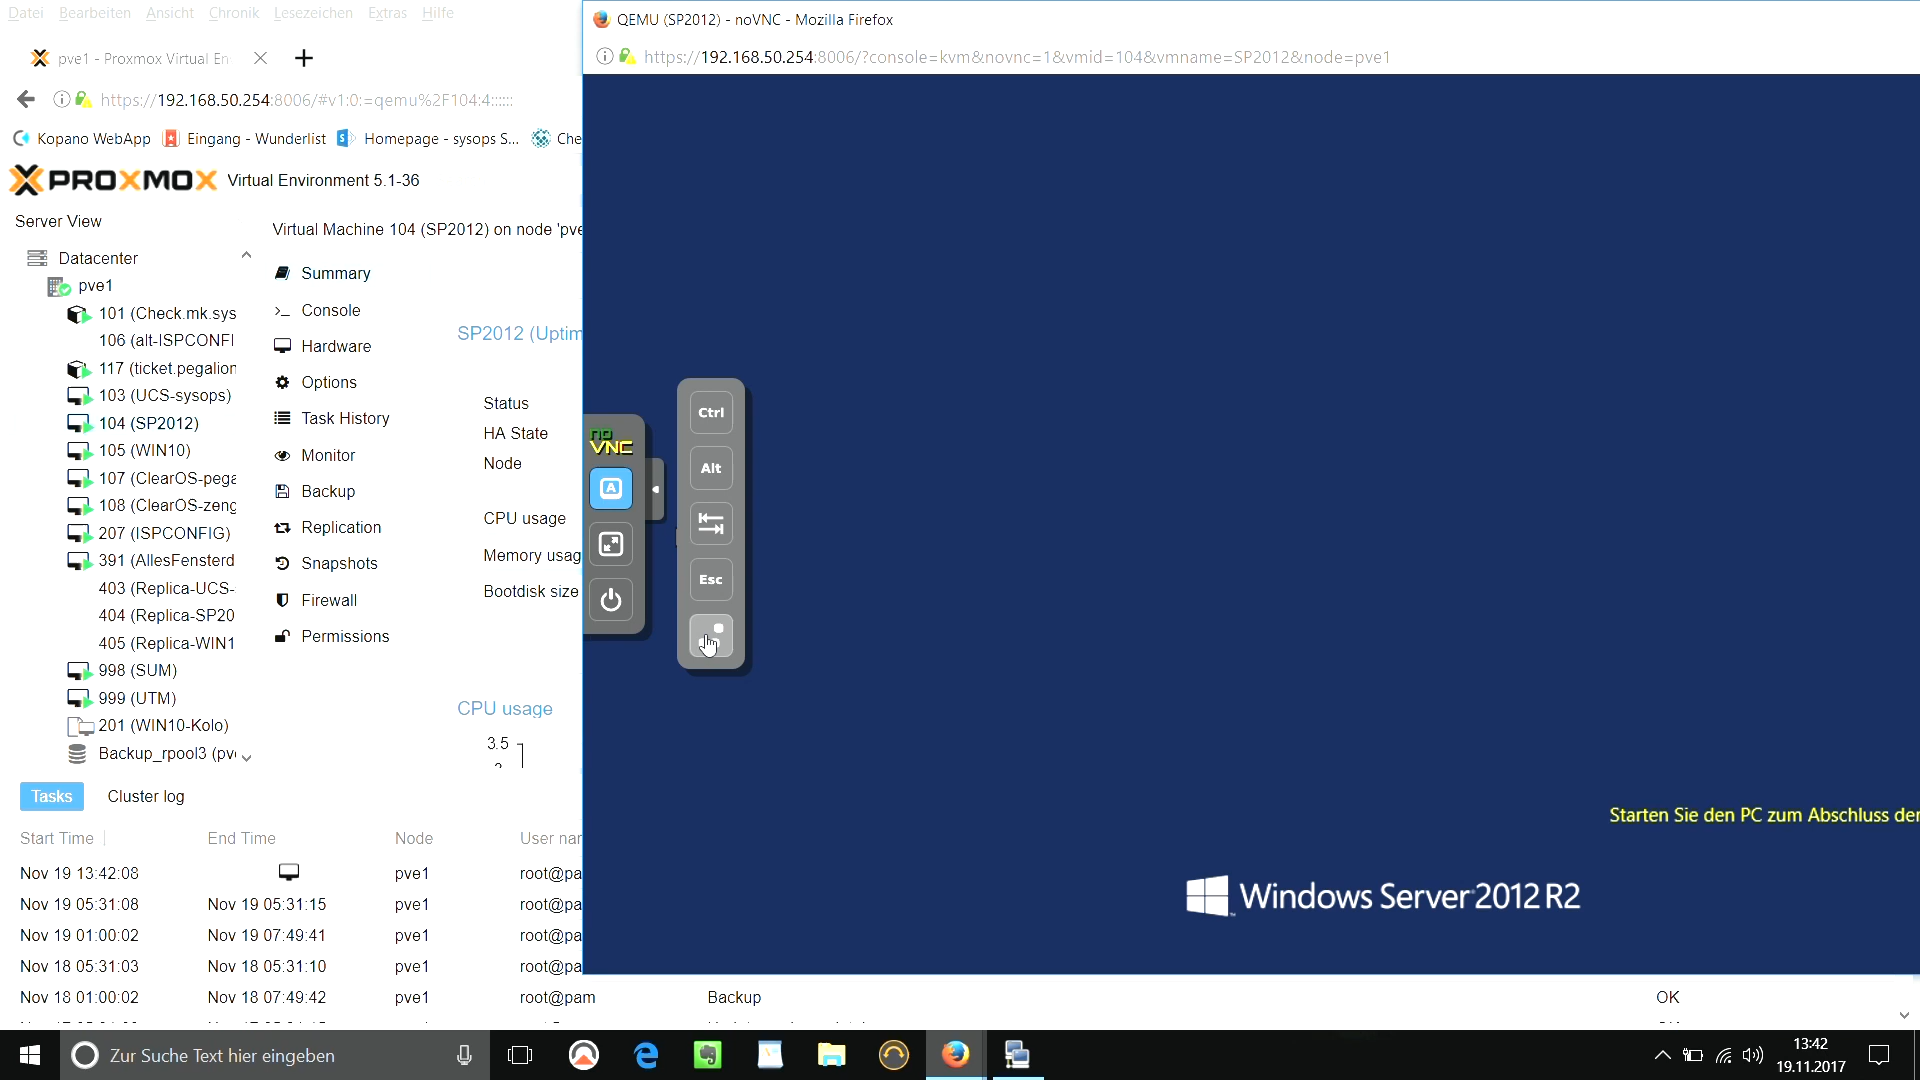 Datei Bearbeiten Ansicht Chronik Lesezeichen Extras Hilfe
QEMU (SP2012) - noVNC - Mozilla Firefox
pve1 - Proxmox Virtual En
https://192.168.50.254:8006/?console=kvm&novnc=1&vmid=104&vmname=SP2012&node=pve1
https://192.168.50.254:8006/#v1:0:=qemu%2F104:4::::::
Kopano WebApp Eingang - Wunderlist Homepage - sysops S... Che
PROXMOX Virtual Environment 5.1-36
Server View
Virtual Machine 104 (SP2012) on node 'pve
Datacenter
pve1
101 (Check.mk.sys
106 (alt-ISPCONFI
117 (ticket.pegalion
103 (UCS-sysops)
104 (SP2012)
105 (WIN10)
107 (ClearOS-pega
108 (ClearOS-zeng
207 (ISPCONFIG)
391 (AllesFensterd
403 (Replica-UCS-
404 (Replica-SP20
405 (Replica-WIN1
998 (SUM)
999 (UTM)
201 (WIN10-Kolo)
Backup_rpool3 (pv
Summary
Console
Hardware
Options
Task History
Monitor
Backup
Replication
Snapshots
Firewall
Permissions
SP2012 (Uptim
Status
HA State
Node
CPU usage
Memory usag
Bootdisk size
CPU usage
3.5
no
VNC
A
Ctrl
Alt
Esc
Starten Sie den PC zum Abschluss der
Windows Server 2012 R2
Tasks Cluster log
Start Time End Time Node User nar
Nov 19 13:42:08 pve1 root@pa
Nov 19 05:31:08 Nov 19 05:31:15 pve1 root@pa
Nov 19 01:00:02 Nov 19 07:49:41 pve1 root@pa
Nov 18 05:31:03 Nov 18 05:31:10 pve1 root@pa
Nov 18 01:00:02 Nov 18 07:49:42 pve1 root@pam Backup OK
Zur Suche Text hier eingeben
13:42
19.11.2017